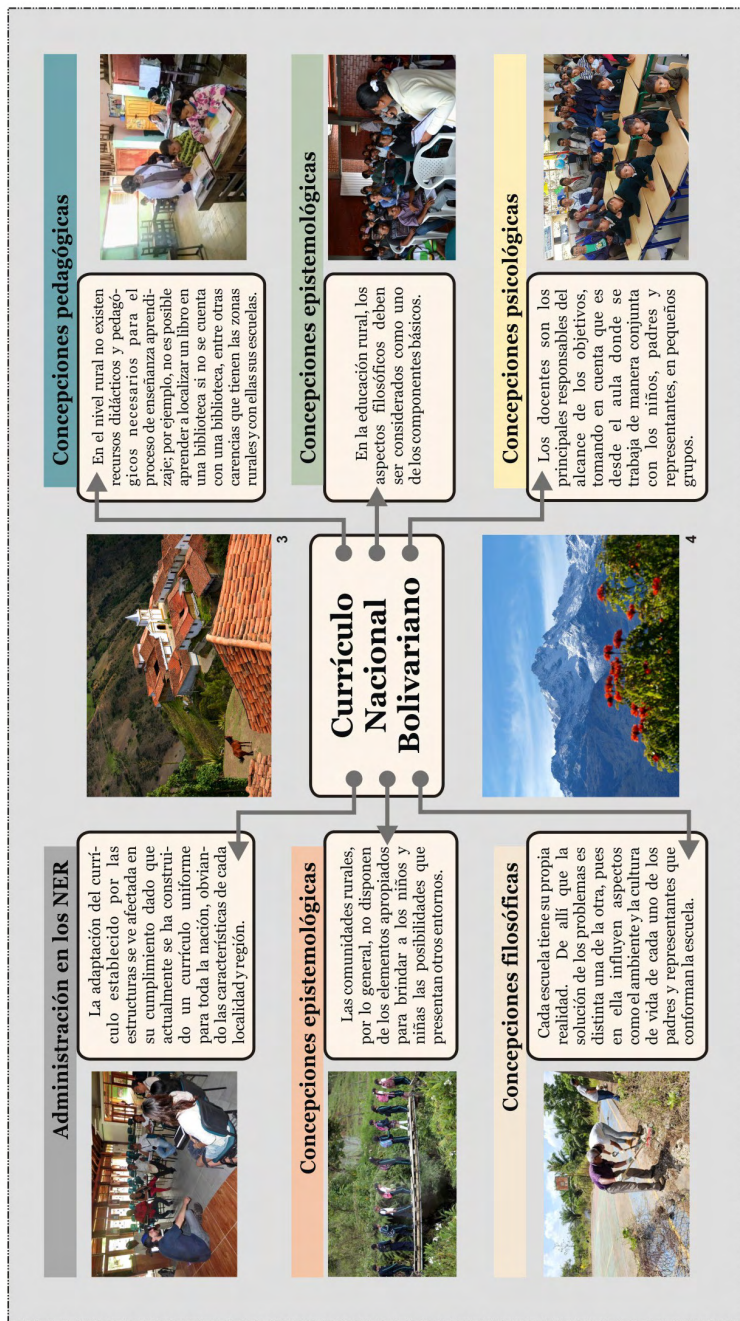 Administración en los NER
La adaptación del currí-
culo establecido por las
estructuras se ve afectada en
su cumplimiento dado que
actualmente se ha construi-
do un currículo uniforme
para toda la nación, obvian-
do las características de cada
localidad y región.
Concepciones epistemológicas
Las comunidades rurales,
por lo general, no disponen
de los elementos apropiados
para brindar a los niños y
niñas las posibilidades que
presentan otros entornos.
Concepciones filosóficas
Cada escuela tiene su propia
realidad. De allí que la
solución de los problemas es
distinta una de la otra, pues
en ella influyen aspectos
como el ambiente y la cultura
de vida de cada uno de los
padres y representantes que
conforman la escuela.
3
Currículo
Nacional
Bolivariano
4
Concepciones pedagógicas
En el nivel rural no existen
recursos didácticos y pedagó-
gicos necesarios para el
proceso de enseñanza aprendi-
zaje; por ejemplo, no es posible
aprender a localizar un libro en
una biblioteca si no se cuenta
con una biblioteca, entre otras
carencias que tienen las zonas
rurales y con ellas sus escuelas.
Concepciones epistemológicas
En la educación rural, los
aspectos filosóficos deben
ser considerados como uno
de los componentes básicos.
Concepciones psicológicas
Los docentes son los
principales responsables del
alcance de los objetivos,
tomando en cuenta que es
desde el aula donde se
trabaja de manera conjunta
con los niños, padres y
representantes, en pequeños
grupos.